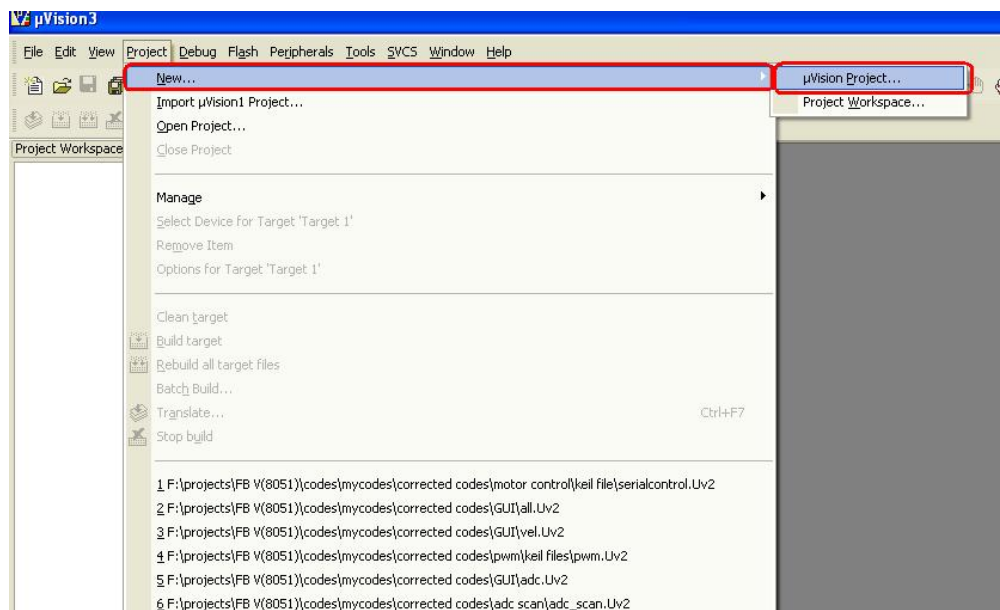 µVision3
File Edit View Project Debug Flash Peripherals Tools SVCS Window Help
New...
µVision Project...
Import µVision1 Project...
Project Workspace...
Open Project...
Project Workspace
Close Project
Manage
Select Device for Target 'Target 1'
Remove Item
Options for Target 'Target 1'
Clean target
Build target
Rebuild all target files
Batch Build...
Translate... Ctrl+F7
Stop build
1 F:\projects\FB V(8051)\codes\mycodes\corrected codes\motor control\keil file\serialcontrol.Uv2
2 F:\projects\FB V(8051)\codes\mycodes\corrected codes\GUI\all.Uv2
3 F:\projects\FB V(8051)\codes\mycodes\corrected codes\GUI\vel.Uv2
4 F:\projects\FB V(8051)\codes\mycodes\corrected codes\pwm\keil files\pwm.Uv2
5 F:\projects\FB V(8051)\codes\mycodes\corrected codes\GUI\adc.Uv2
6 F:\projects\FB V(8051)\codes\mycodes\corrected codes\adc scan\adc_scan.Uv2